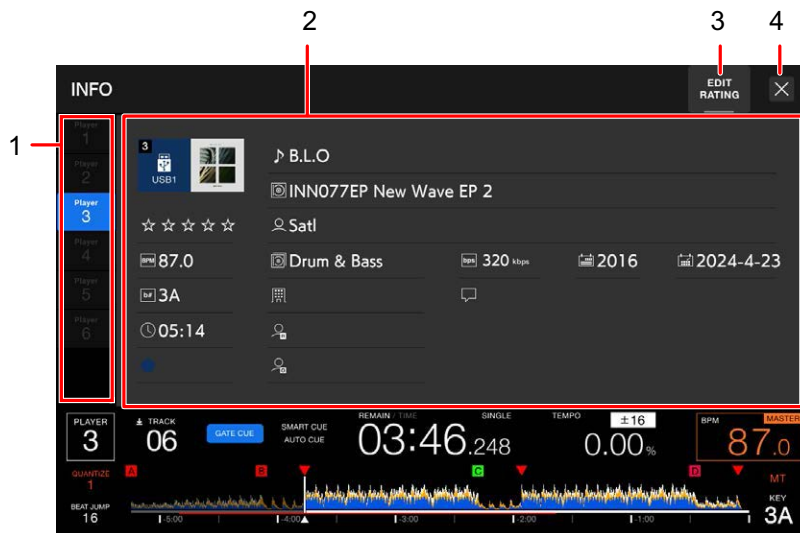 2 3 4
INFO
EDIT
RATING
1
Player
1
Player
2
Player
3
Player
4
Player
5
Player
6
3
USB1
B.L.O
INN077EP New Wave EP 2
Satl
BPM 87.0
Drum & Bass
bps 320 kbps
2016
2024-4-23
b# 3A
05:14
PLAYER
3
TRACK
06
GATE CUE
SMART CUE
AUTO CUE
REMAIN / TIME
SINGLE
03:46.248
TEMPO
±16
0.00%
BPM
MASTER
87.0
QUANTIZE
1
A B C D
MT
BEAT JUMP
16
-5:00 -4:00 -3:00 -2:00 -1:00
KEY
3A